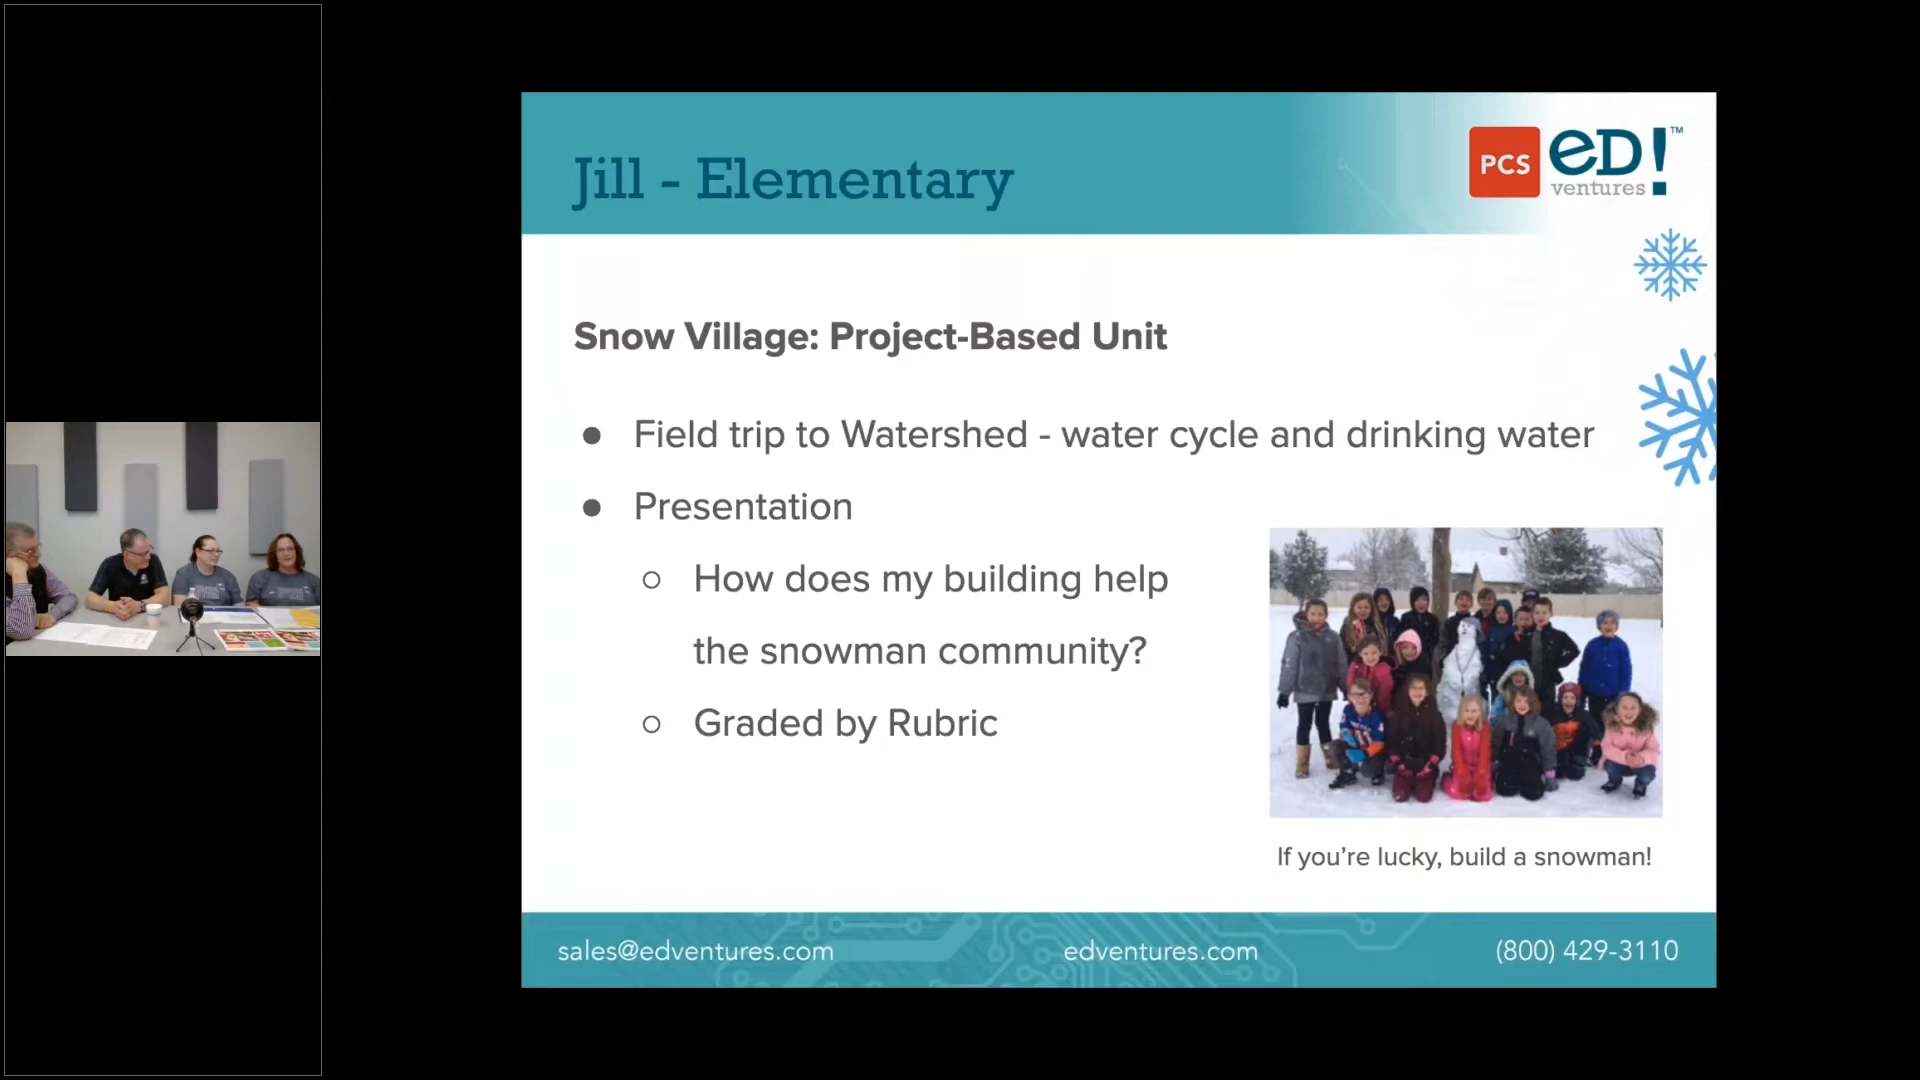 Jill - Elementary
PCS
eD!™
ventures
Snow Village: Project-Based Unit
● Field trip to Watershed - water cycle and drinking water
● Presentation
○ How does my building help
the snowman community?
○ Graded by Rubric
If you're lucky, build a snowman!
sales@edventures.com
edventures.com
(800) 429-3110